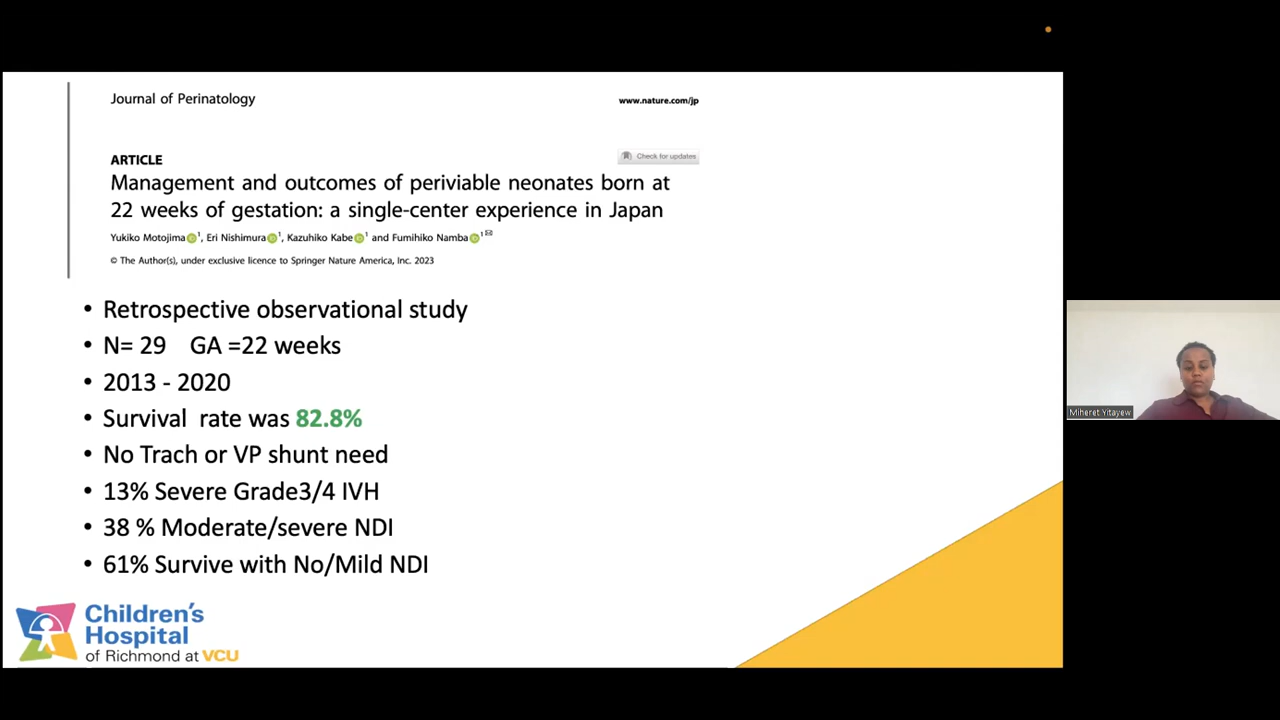 Journal of Perinatology
www.nature.com/jp
Check for updates
ARTICLE
Management and outcomes of periviable neonates born at
22 weeks of gestation: a single-center experience in Japan
Yukiko Motojima¹, Eri Nishimura¹, Kazuhiko Kabe¹ and Fumihiko Namba¹✉
© The Author(s), under exclusive licence to Springer Nature America, Inc. 2023
• Retrospective observational study
• N= 29 GA =22 weeks
• 2013 - 2020
• Survival rate was 82.8%
• No Trach or VP shunt need
• 13% Severe Grade3/4 IVH
• 38 % Moderate/severe NDI
• 61% Survive with No/Mild NDI
Children's
Hospital
of Richmond at VCU
Miheret Yitayew